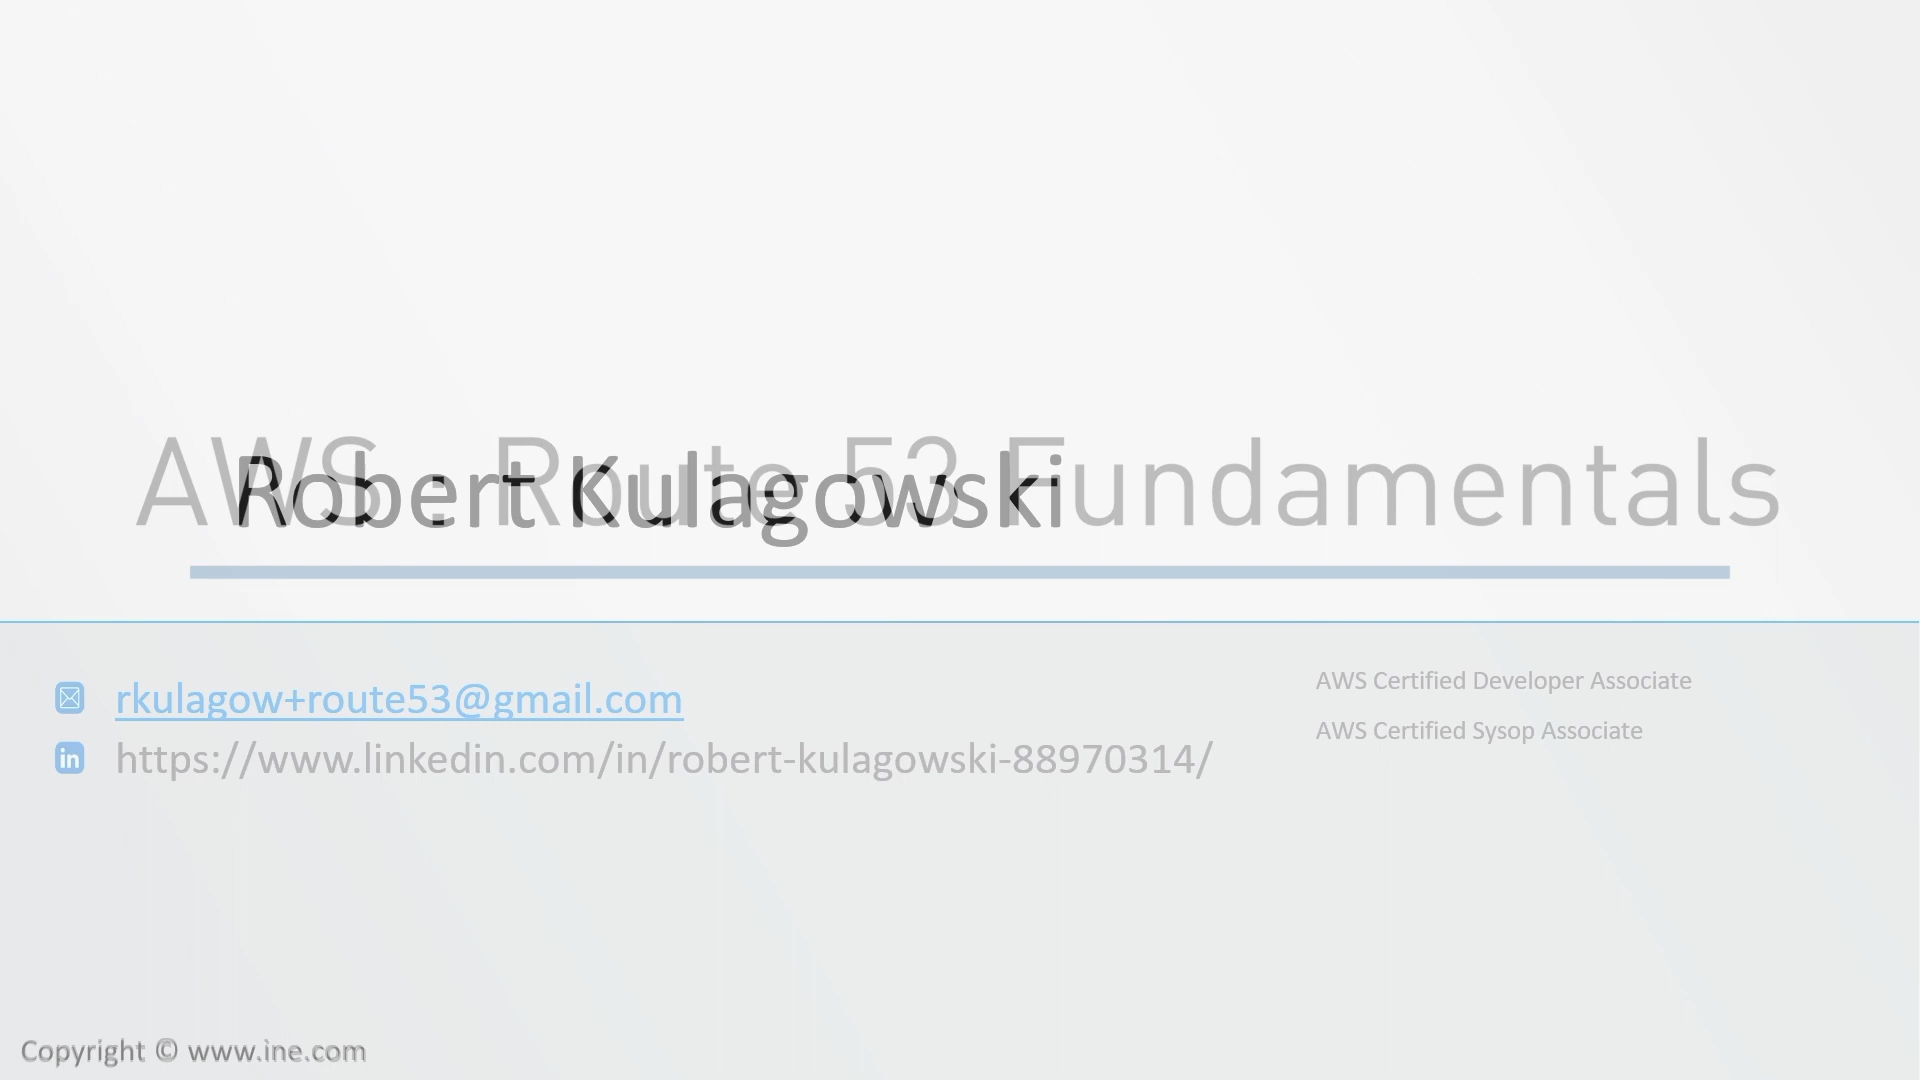 AWS : Route 53 Fundamentals
Robert Kulagowski
rkulagow+route53@gmail.com
https://www.linkedin.com/in/robert-kulagowski-88970314/
AWS Certified Developer Associate
AWS Certified Sysop Associate
Copyright © www.ine.com